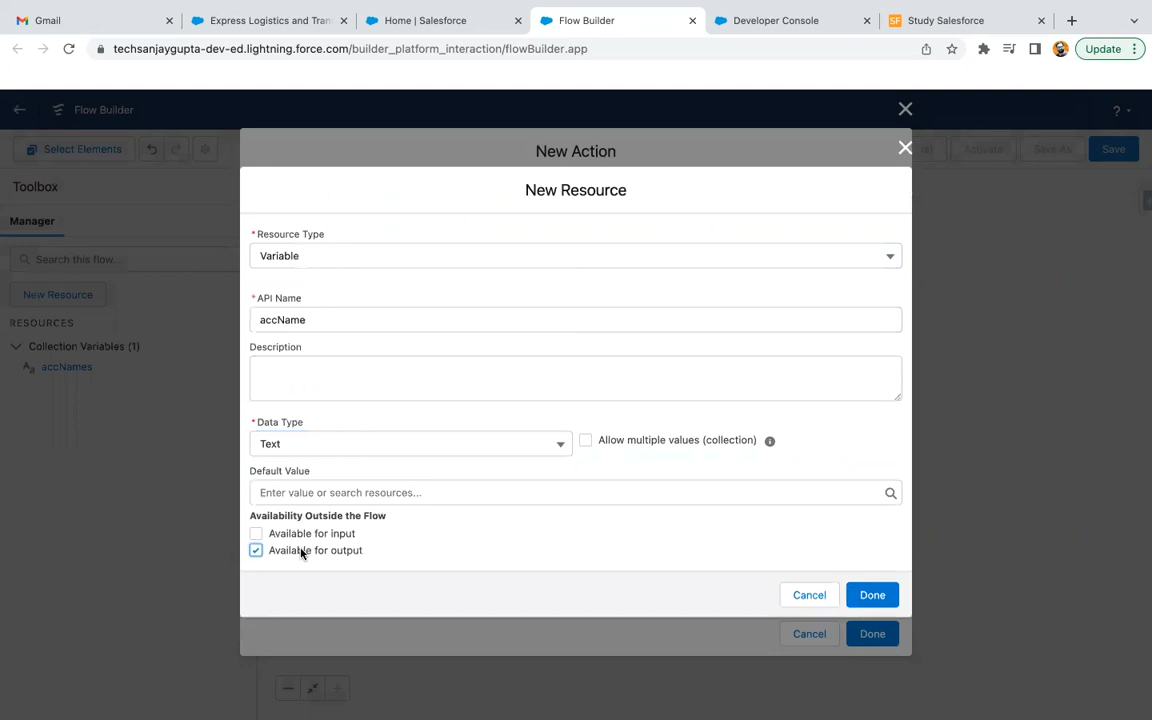 Gmail
Express Logistics and Tran
Home | Salesforce
Flow Builder
Developer Console
SF Study Salesforce
techsanjaygupta-dev-ed.lightning.force.com/builder_platform_interaction/flowBuilder.app
Update
Flow Builder
?
Select Elements
Activate
Save As
Save
New Action
Toolbox
New Resource
Manager
Search this flow...
New Resource
RESOURCES
Collection Variables (1)
accNames
* Resource Type
Variable
* API Name
accName
Description
* Data Type
Text
Allow multiple values (collection)
Default Value
Enter value or search resources...
Availability Outside the Flow
Available for input
Available for output
Cancel
Done
Cancel
Done